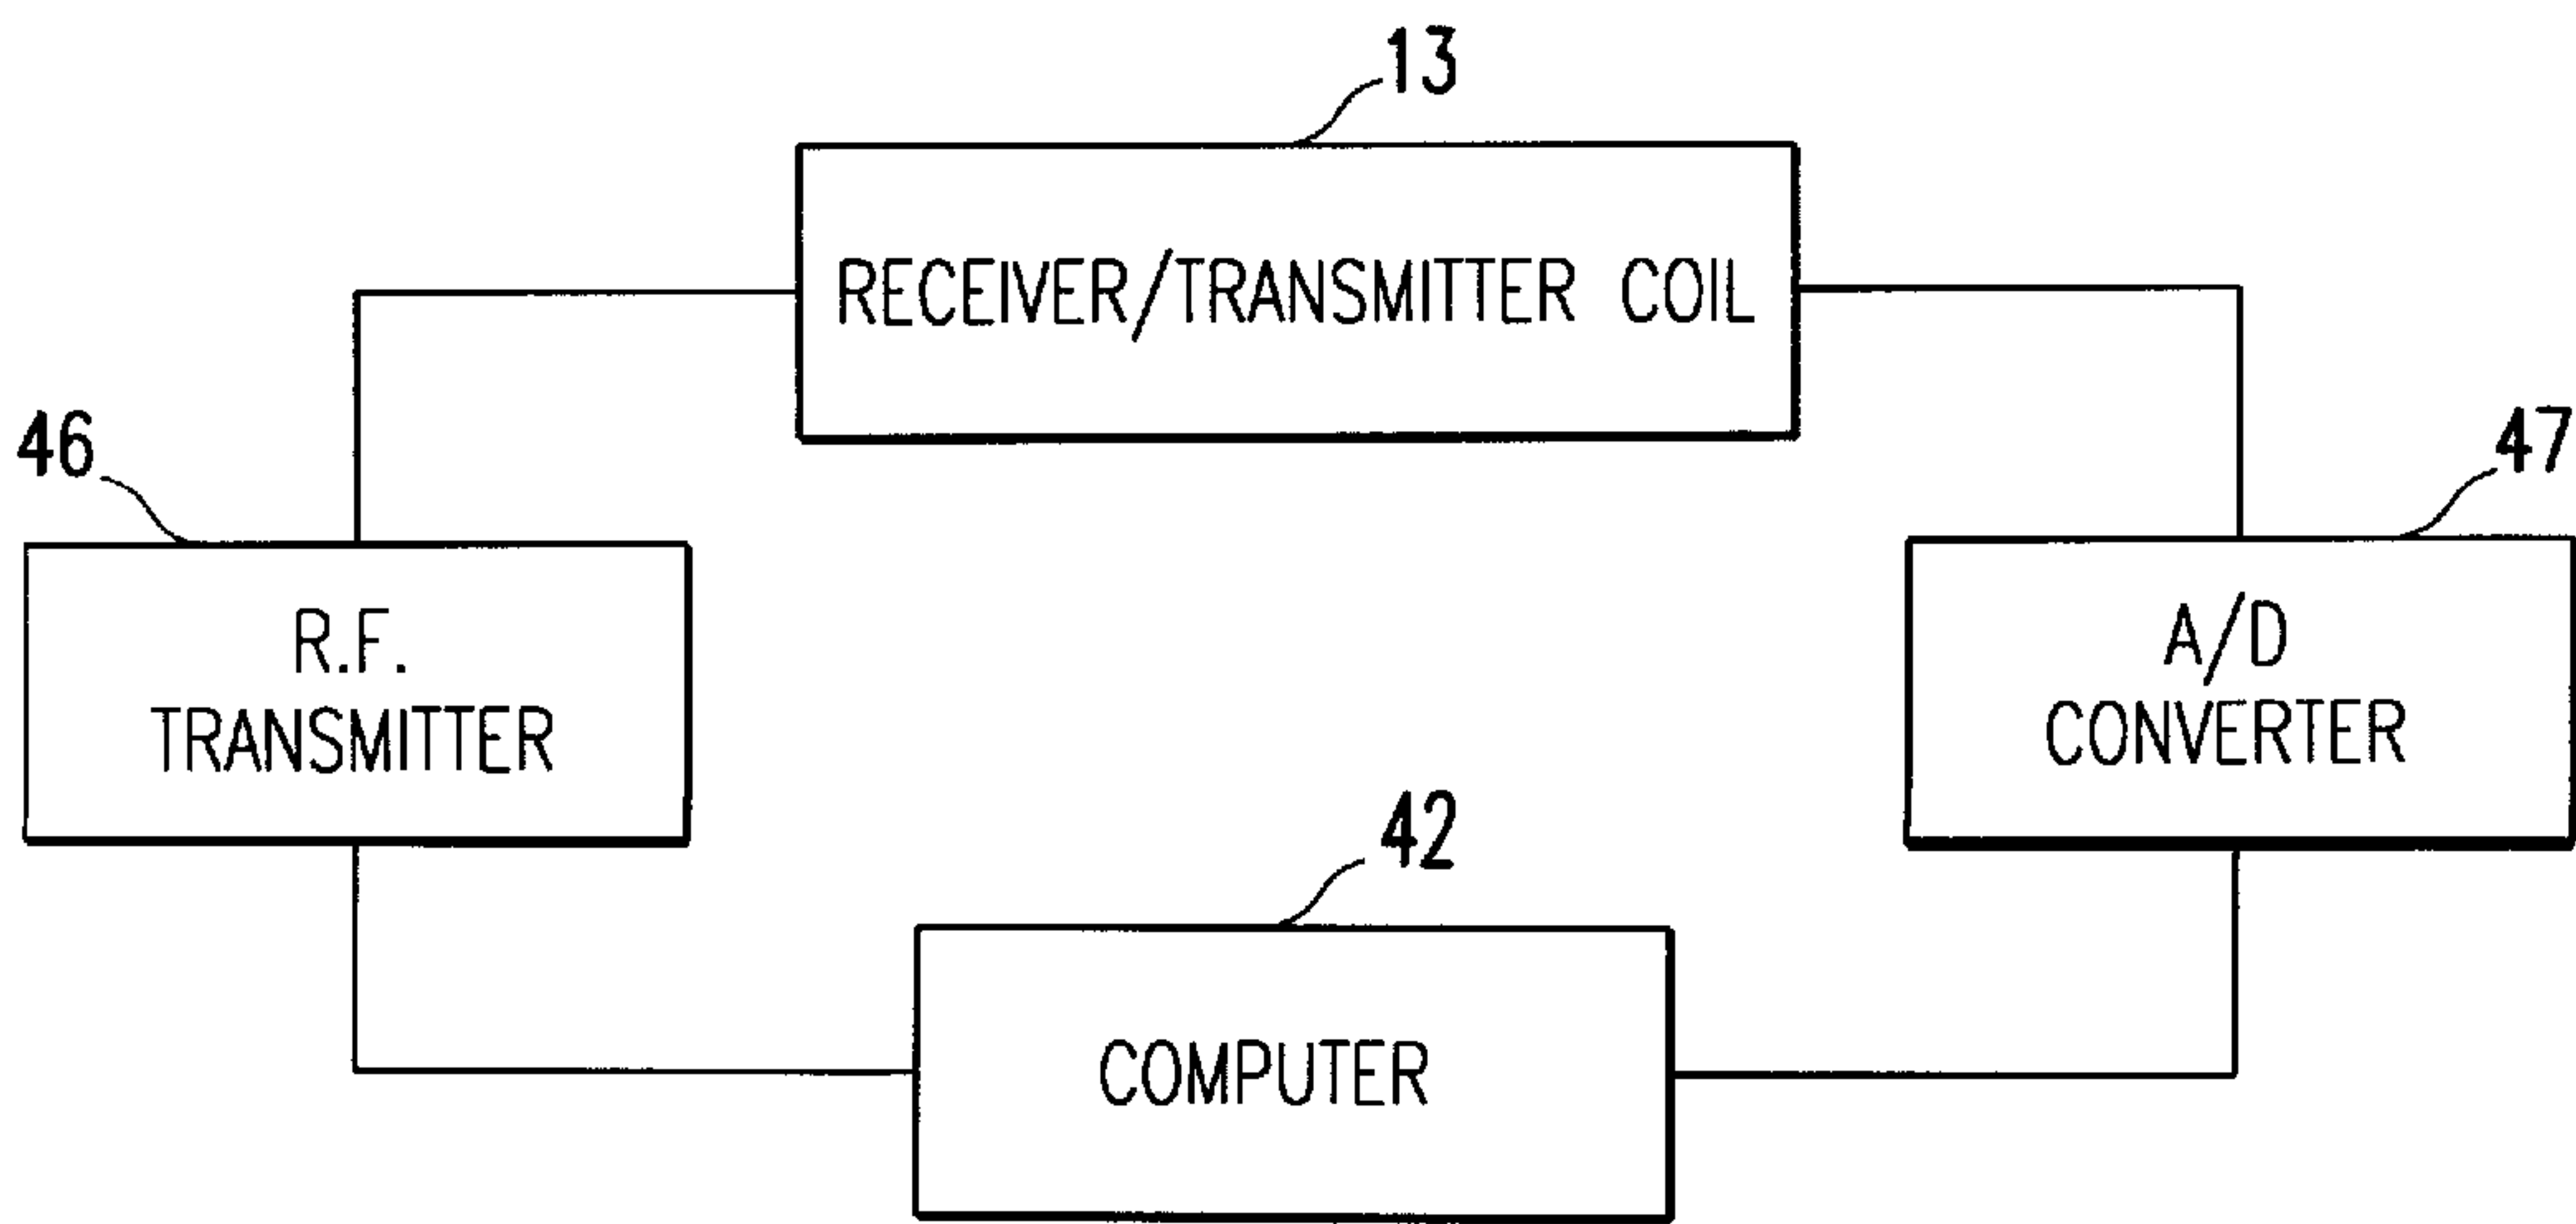 13
RECEIVER/TRANSMITTER COIL
46
47
R.F.
TRANSMITTER
A/D
CONVERTER
42
COMPUTER